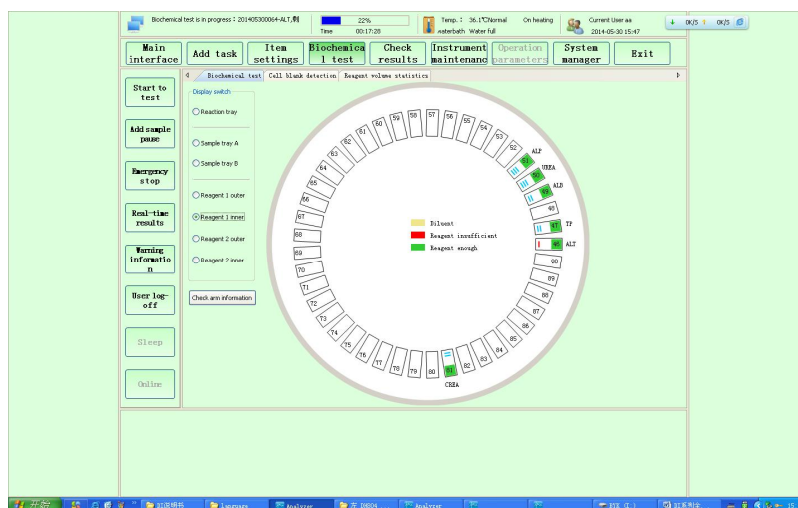 Biochemical test is in progress: 201405300064-ALT,剩
22%
Time 00:17:28
Temp.: 36.1℃Normal On heating
Waterbath Water full
Current User aa
2014-05-30 15:47
0K/S 0K/S
Main interface
Add task
Item settings
Biochemica
l test
Check results
Instrument
maintenanc
Operation parameters
System manager
Exit
Biochemical test Cell blank detection Reagent volume statistics
Start to test
Add sample pause
Emergency stop
Real-time results
Warning
informatio
n
User log-
off
Sleep
Online
Display switch
Reaction tray
Sample tray A
Sample tray B
Reagent 1 outer
Reagent 1 inner
Reagent 2 outer
Reagent 2 inner
Check arm information
Diluent
Reagent insufficient
Reagent enough
46 ALT
47 TP
48
49 ALB
50 UREA
51 ALP
52
53
54
55
56
57
58
59
60
61
62
63
64
65
66
67
68
69
70
71
72
73
74
75
76
77
78
79
80
81 CREA
82
83
84
85
86
87
88
89
90
开始
Language
Analyzer
Analyzer
15